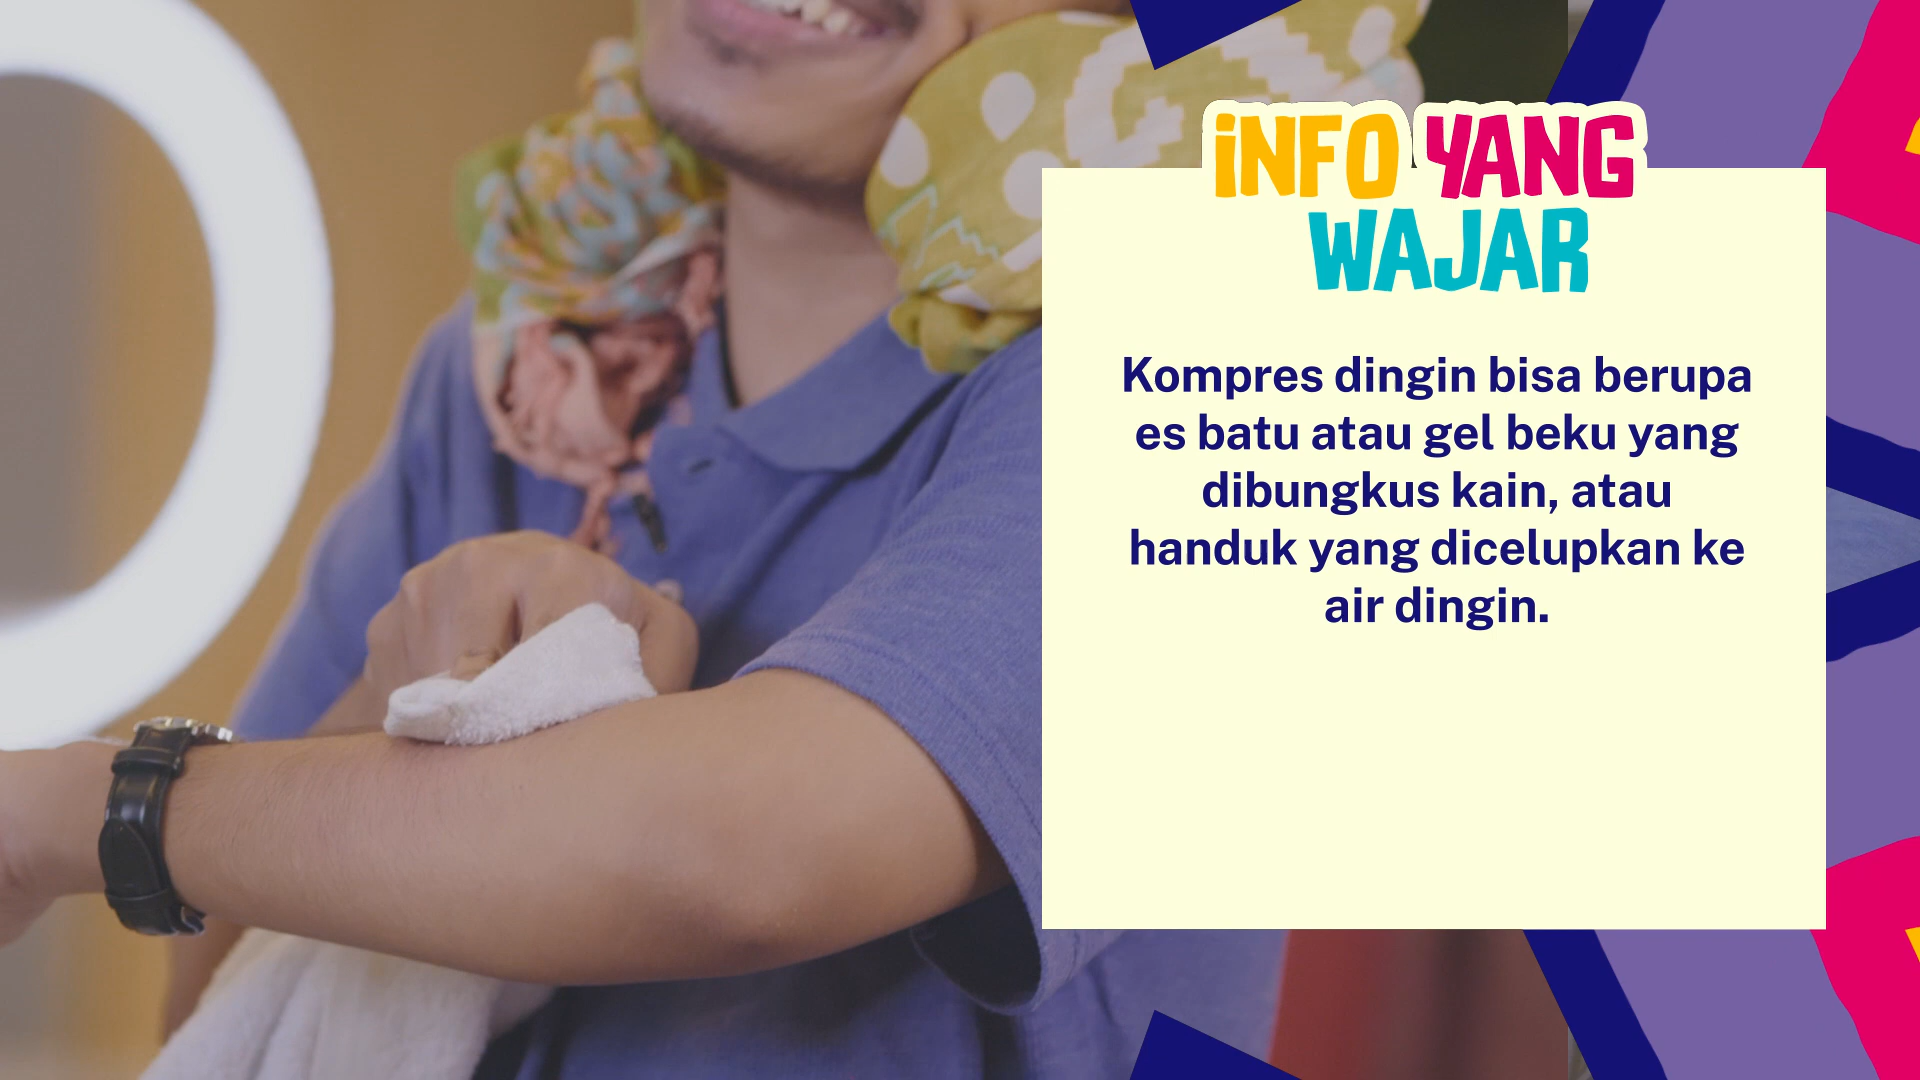 iNFO YANG
WAJAR
Kompres dingin bisa berupa
es batu atau gel beku yang
dibungkus kain, atau
handuk yang dicelupkan ke
air dingin.